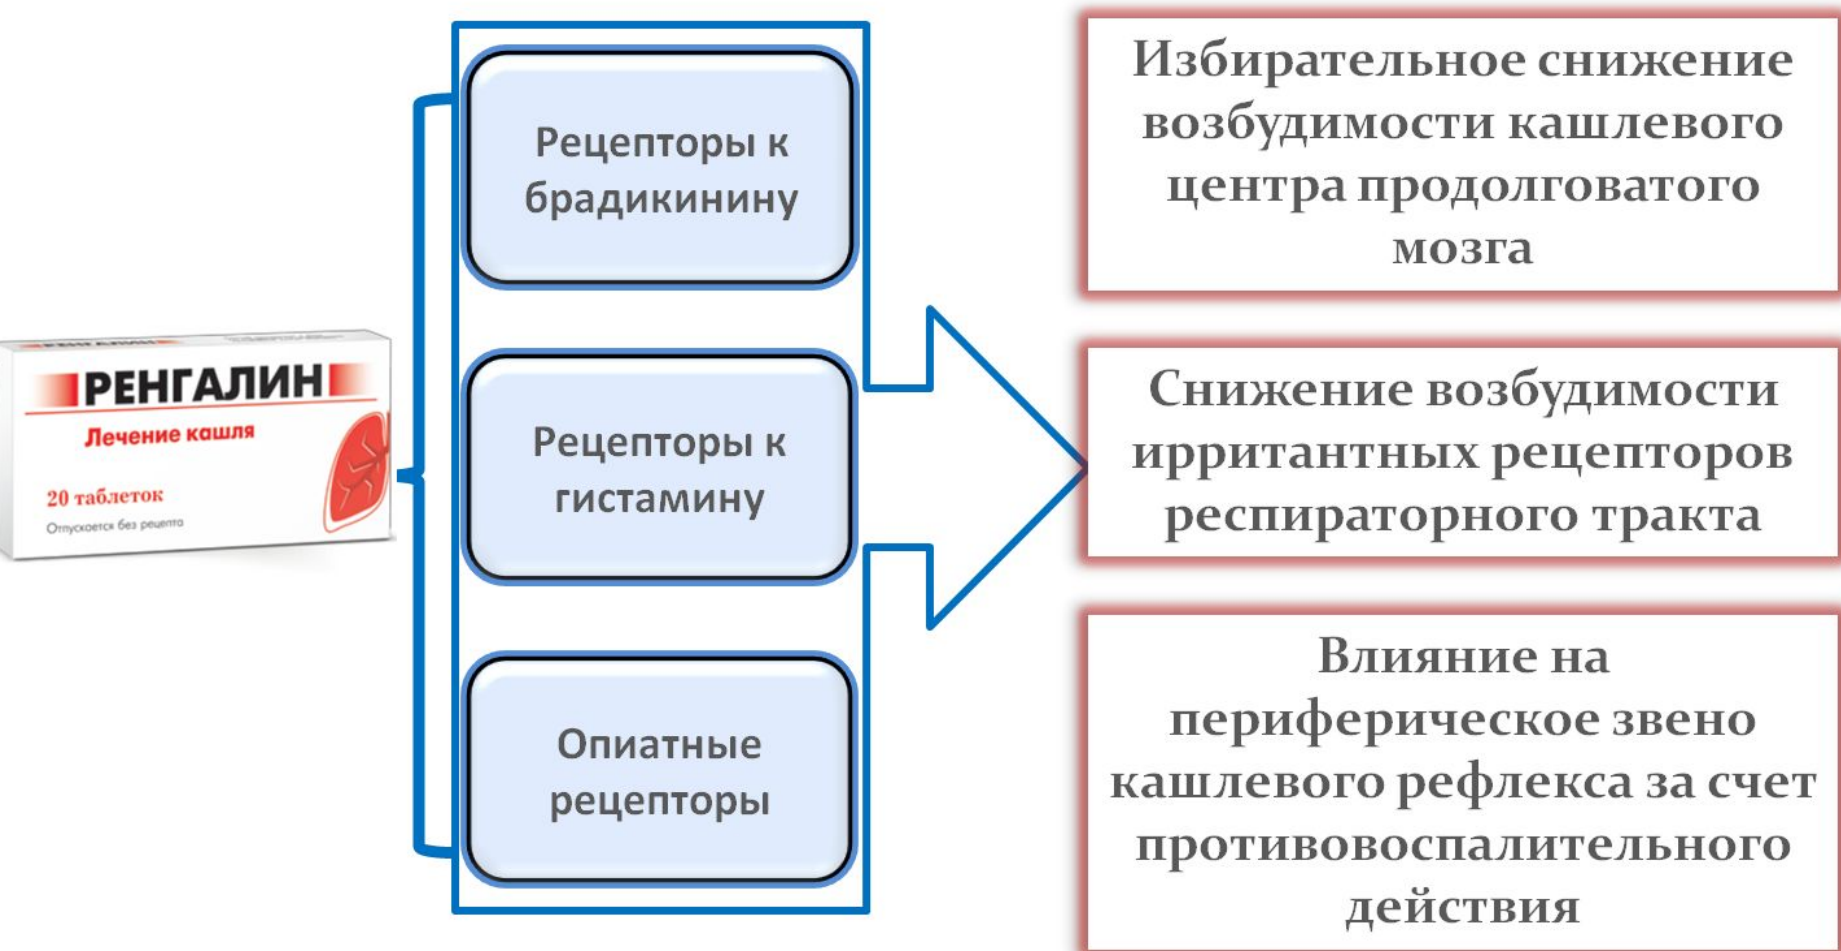 РЕНГАЛИН
Лечение кашля
20 таблеток
Отпускается без рецепта
Рецепторы к
брадикинину
Рецепторы к
гистамину
Опиатные
рецепторы
Избирательное снижение
возбудимости кашлевого
центра продолговатого
мозга
Снижение возбудимости
ирритантных рецепторов
респираторного тракта
Влияние на
периферическое звено
кашлевого рефлекса за счет
противовоспалительного
действия